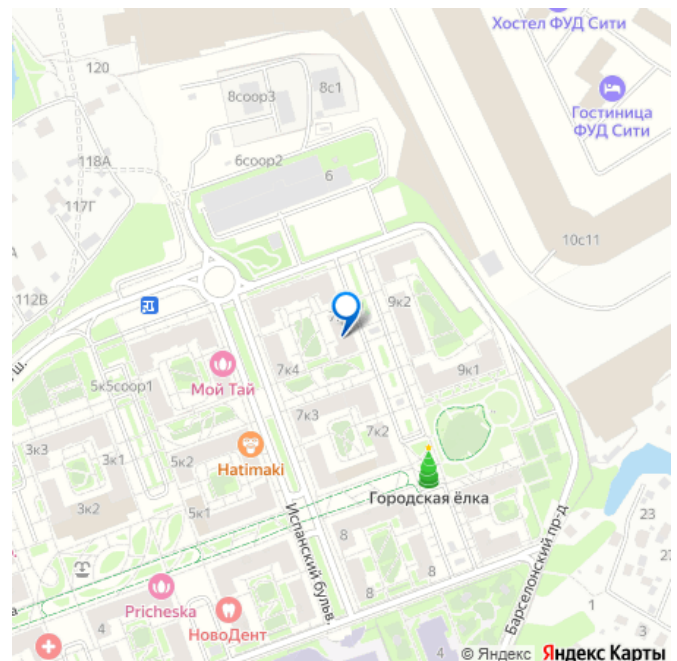 Хостел ФУД Сити
120
8с1
8соор3
Гостиница
ФУД Сити
118А
6соор2
6
117Г
10с11
112В
9к2
7к4
9к1
5к5соор1
Мой Тай
7к3
7к2
3к3
3к1
5к2
Hatimaki
Городская ёлка
3к2
5к1
Испанский бульв.
8
8
8
23
Барселонский пр-д
Pricheska
НовоДент
4
4
1
3
© Яндекс Яндекс Карты